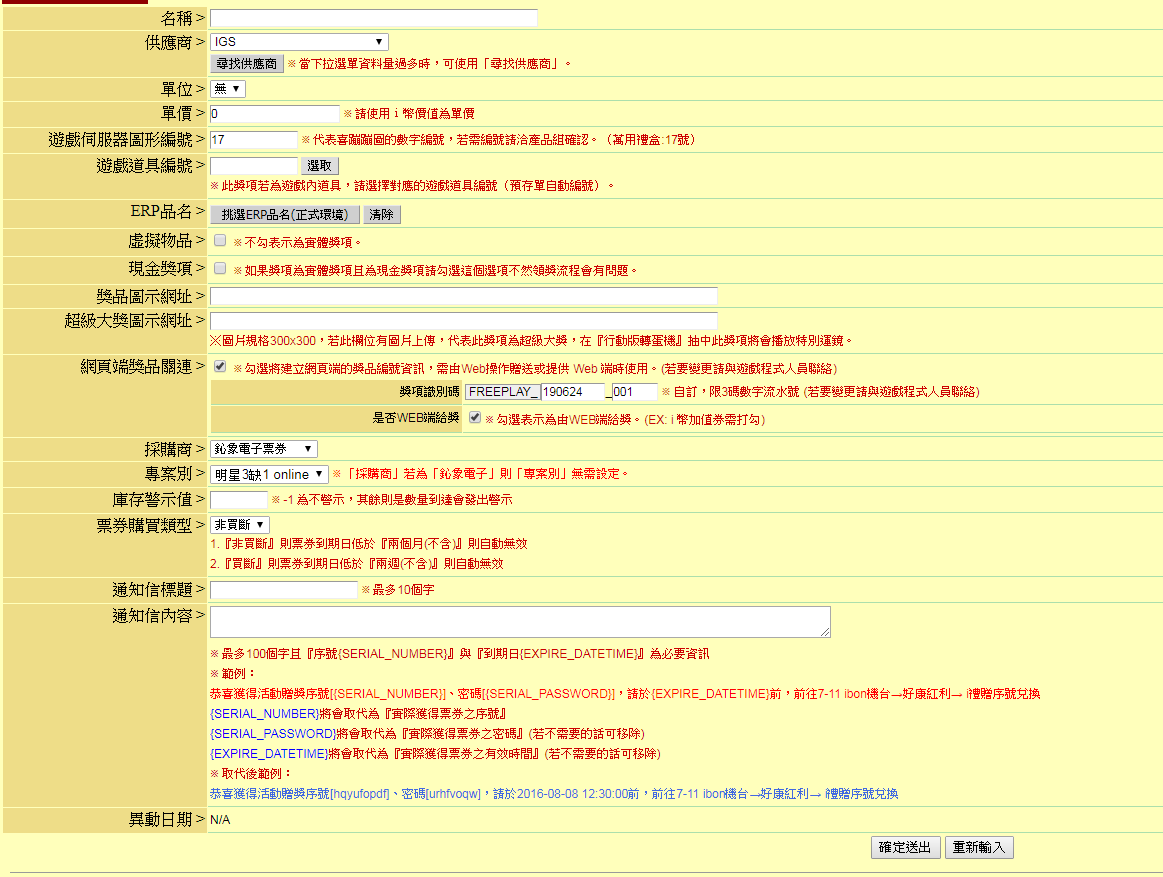 名稱 >
供應商 > IGS
尋找供應商 ※ 當下拉選單資料量過多時，可使用「尋找供應商」。
單位 > 無
單價 > 0 ※ 請使用 i 幣價值為單價
遊戲伺服器圖形編號 > 17 ※ 代表喜蹦蹦圖的數字編號，若需編號請洽產品組確認。（萬用禮盒:17號）
遊戲道具編號 > 選取
※ 此獎項若為遊戲內道具，請選擇對應的遊戲道具編號（預存單自動編號）。
ERP品名 > 挑選ERP品名(正式環境) 清除
虛擬物品 > ※ 不勾表示為實體獎項。
現金獎項 > ※ 如果獎項為實體獎項且為現金獎項請勾選這個選項不然領獎流程會有問題。
獎品圖示網址 >
超級大獎圖示網址 >
※圖片規格300x300，若此欄位有圖片上傳，代表此獎項為超級大獎，在『行動版轉蛋機』抽中此獎項將會播放特別運鏡。
網頁端獎品關連 > ※ 勾選將建立網頁端的獎品編號資訊，需由Web操作贈送或提供 Web 端時使用。(若要變更請與遊戲程式人員聯絡)
獎項識別碼 FREEPLAY_ 190624 _ 001 ※ 自訂，限3碼數字流水號 (若要變更請與遊戲程式人員聯絡)
是否WEB端給獎 ※ 勾選表示為由WEB端給獎。(EX: i 幣加值券需打勾)
採購商 > 鈊象電子票券
專案別 > 明星3缺1 online ※ 「採購商」若為「鈊象電子」則「專案別」無需設定。
庫存警示值 > ※ -1 為不警示，其餘則是數量到達會發出警示
票券購買類型 > 非買斷
1.『非買斷』則票券到期日低於『兩個月(不含)』則自動無效
2.『買斷』則票券到期日低於『兩週(不含)』則自動無效
通知信標題 > ※ 最多10個字
通知信內容 >
※ 最多100個字且『序號{SERIAL_NUMBER}』與『到期日{EXPIRE_DATETIME}』為必要資訊
※ 範例：
恭喜獲得活動贈獎序號[{SERIAL_NUMBER}]、密碼[{SERIAL_PASSWORD}]，請於{EXPIRE_DATETIME}前，前往7-11 ibon機台→好康紅利→ i禮贈序號兌換
{SERIAL_NUMBER}將會取代為『實際獲得票券之序號』
{SERIAL_PASSWORD}將會取代為『實際獲得票券之密碼』(若不需要的話可移除)
{EXPIRE_DATETIME}將會取代為『實際獲得票券之有效時間』(若不需要的話可移除)
※ 取代後範例：
恭喜獲得活動贈獎序號[hqyufopdf]、密碼[urhfvoqw]，請於2016-08-08 12:30:00前，前往7-11 ibon機台→好康紅利→ i禮贈序號兌換
異動日期 > N/A
確定送出 重新輸入